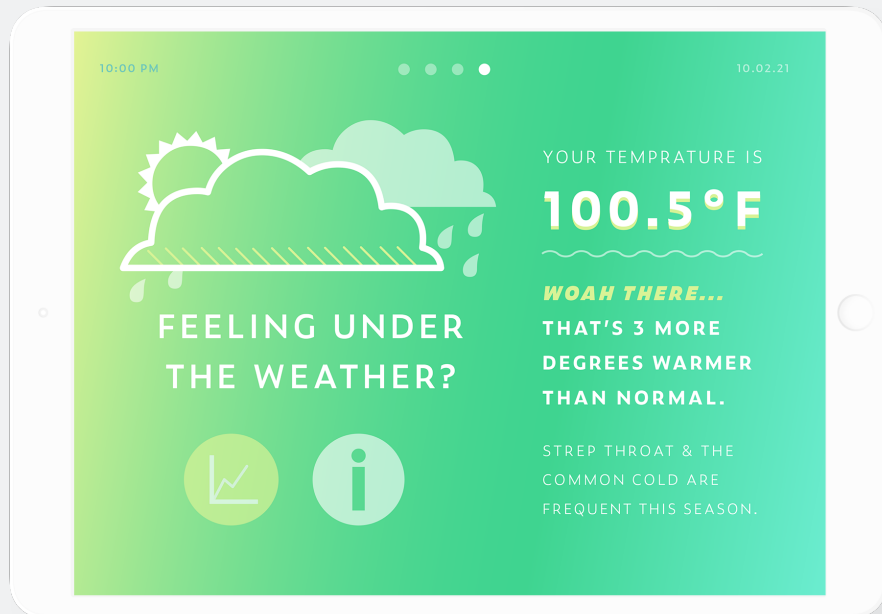 10:00 PM
10.02.21
FEELING UNDER
THE WEATHER?
YOUR TEMPRATURE IS
100.5°F
WOAH THERE...
THAT'S 3 MORE
DEGREES WARMER
THAN NORMAL.
STREP THROAT & THE
COMMON COLD ARE
FREQUENT THIS SEASON.